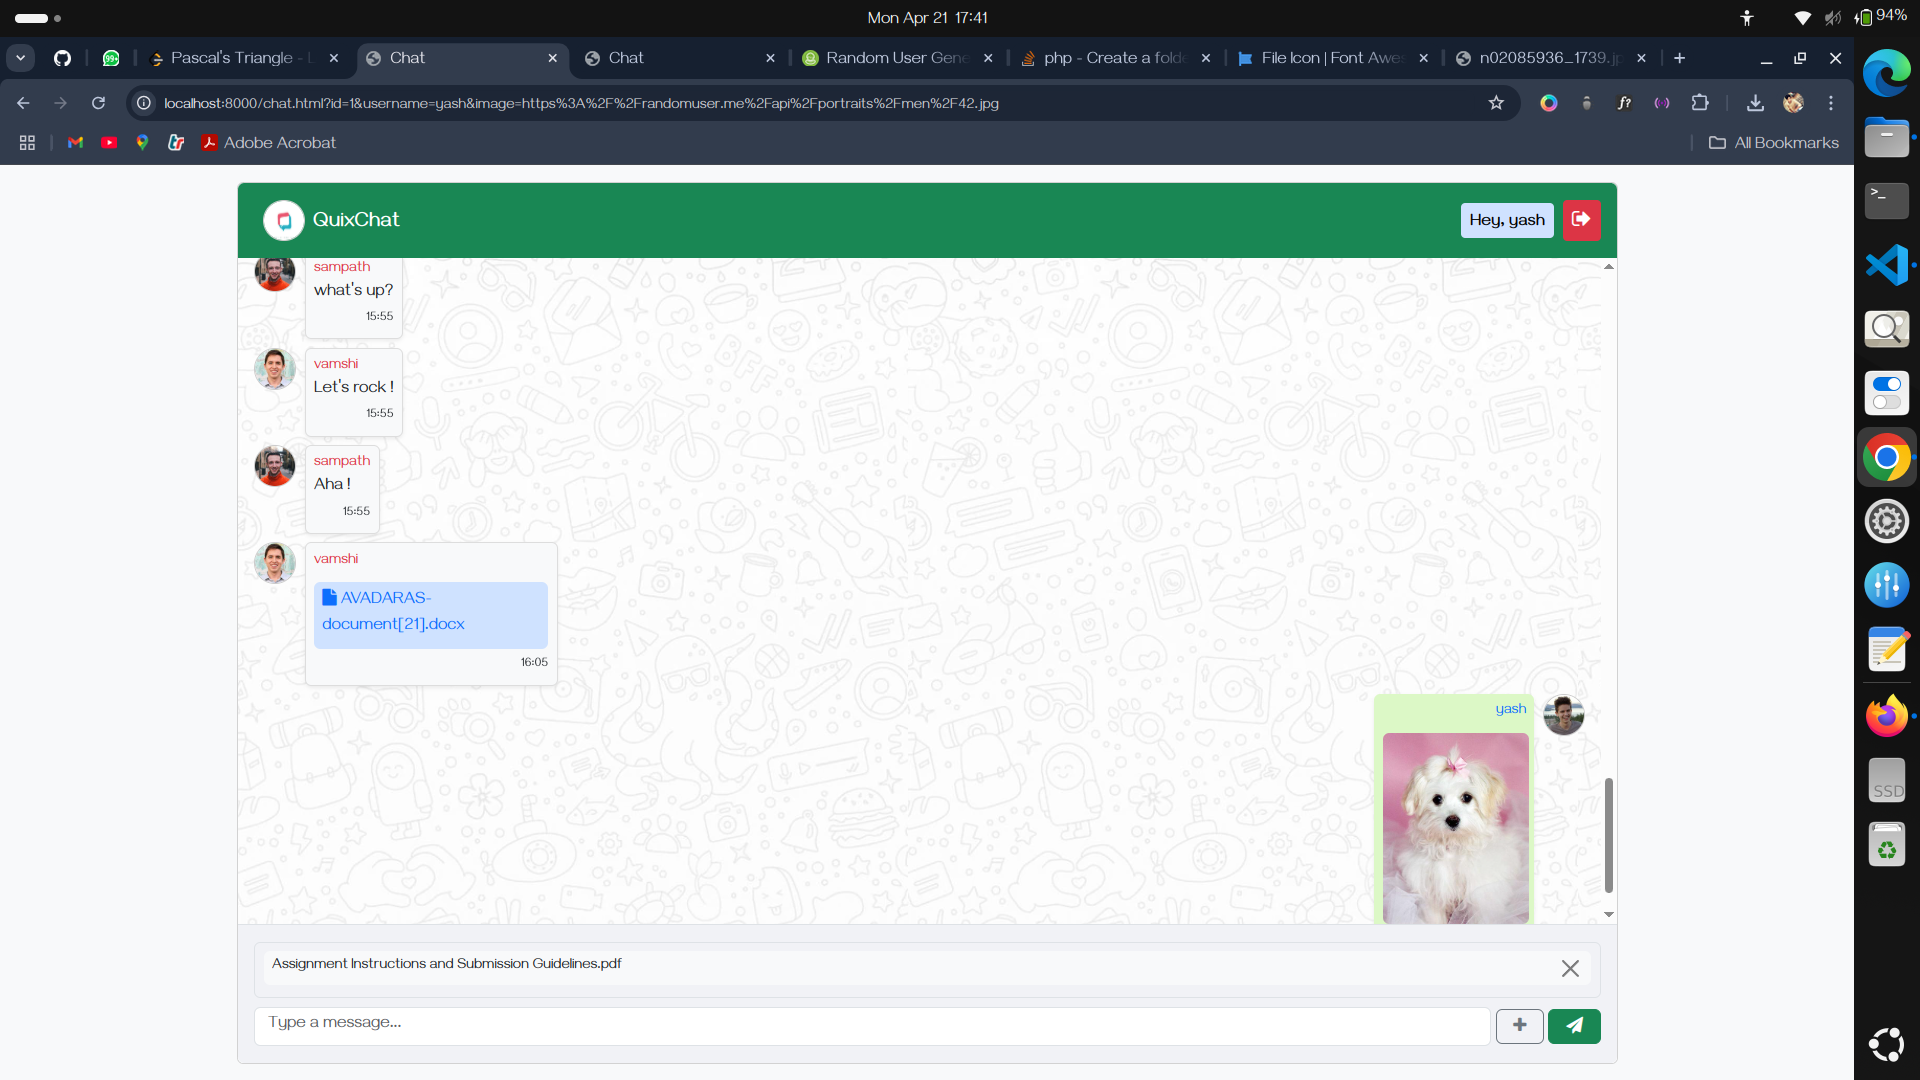 Mon Apr 21 17:41
94%
99+
Pascal's Triangle - L
Chat
Chat
Random User Gene
php - Create a folde
File Icon | Font Awes
n02085936_1739.jp
localhost:8000/chat.html?id=1&username=yash&image=https%3A%2F%2Frandomuser.me%2Fapi%2Fportraits%2Fmen%2F42.jpg
f?
Adobe Acrobat
All Bookmarks
QuixChat
Hey, yash
sampath
what's up?
15:55
vamshi
Let's rock !
15:55
sampath
Aha !
15:55
vamshi
AVADARAS-
document[21].docx
16:05
yash
SSD
Assignment Instructions and Submission Guidelines.pdf
Type a message...